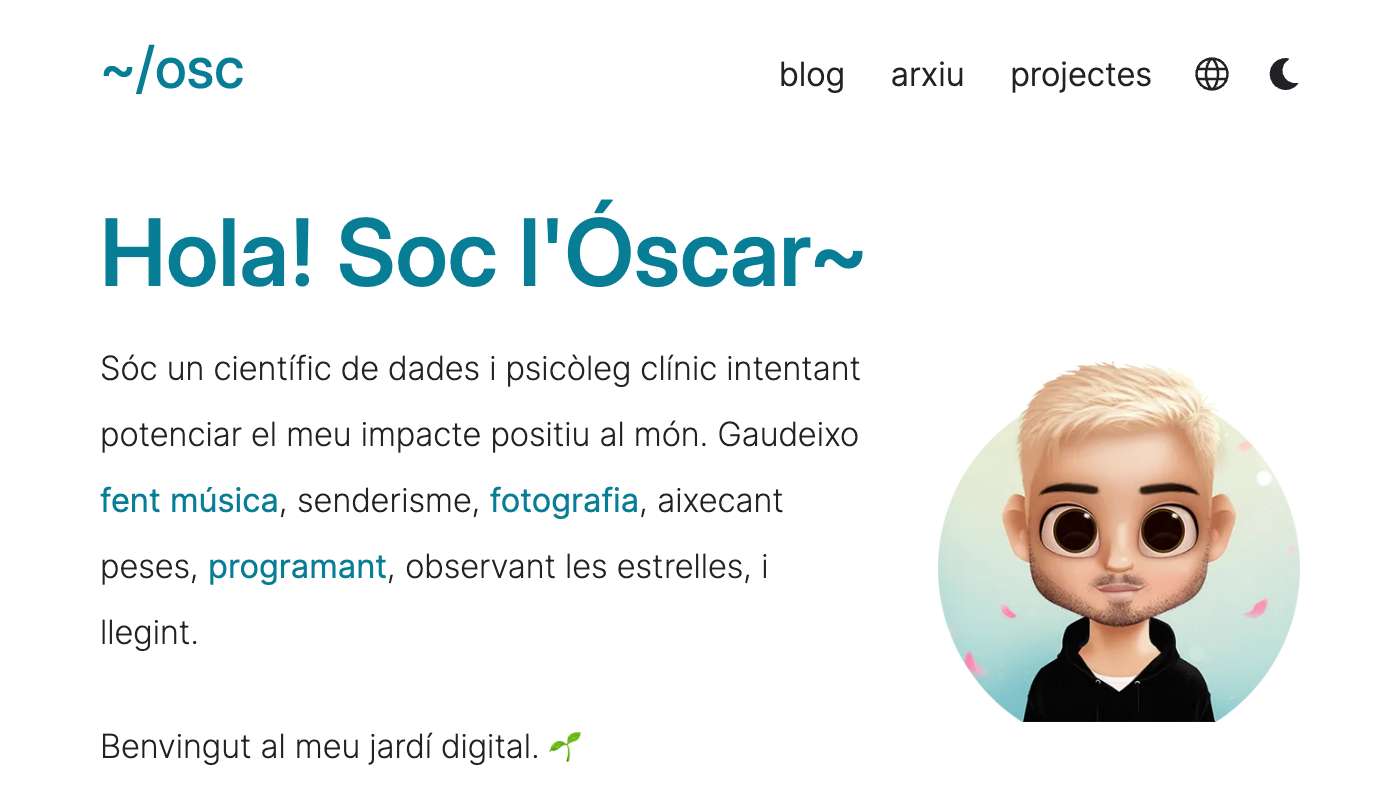 ~/osc
blog arxiu projectes
Hola! Soc l'Óscar~
Sóc un científic de dades i psicòleg clínic intentant
potenciar el meu impacte positiu al món. Gaudeixo
fent música, senderisme, fotografia, aixecant
peses, programant, observant les estrelles, i
llegint.
Benvingut al meu jardí digital. 🌱